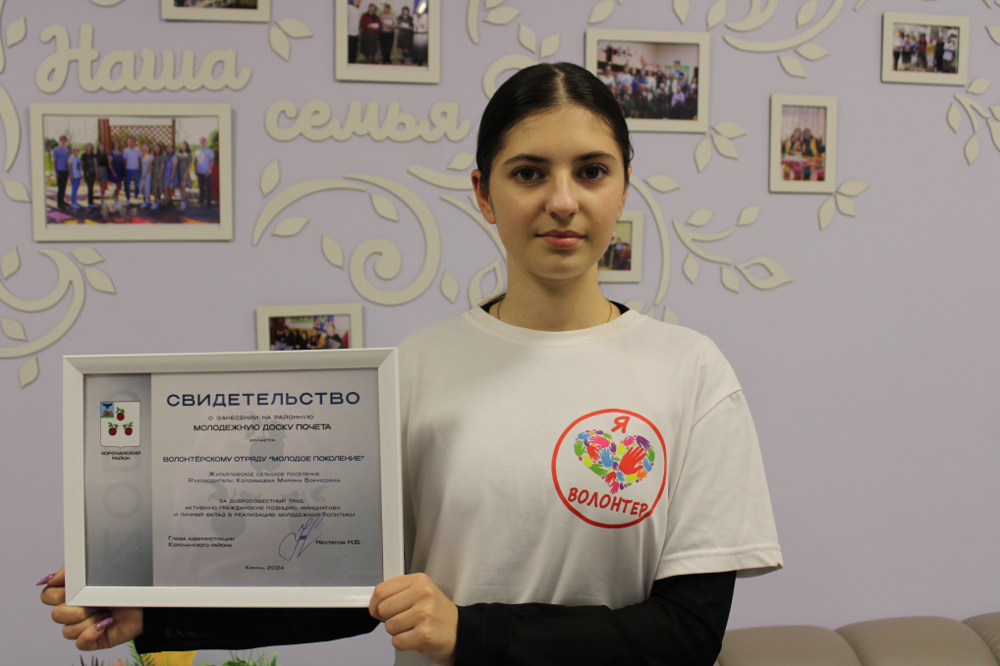 Наша
семья
СВИДЕТЕЛЬСТВО
О ЗАНЕСЕНИИ НА РАЙОННУЮ
МОЛОДЕЖНУЮ ДОСКУ ПОЧЕТА
ВРУЧАЕТСЯ
ВОЛОНТЁРСКОМУ ОТРЯДУ "МОЛОДОЕ ПОКОЛЕНИЕ"
ЖИГАЙЛОВСКОЕ СЕЛЬСКОЕ ПОСЕЛЕНИЕ
РУКОВОДИТЕЛЬ: КОЛОМЫЦЕВА МАРИНА БОРИСОВНА
ЗА ДОБРОСОВЕСТНЫЙ ТРУД,
АКТИВНУЮ ГРАЖДАНСКУЮ ПОЗИЦИЮ, ИНИЦИАТИВУ
И ЛИЧНЫЙ ВКЛАД В РЕАЛИЗАЦИЮ МОЛОДЕЖНОЙ ПОЛИТИКИ
ГЛАВА АДМИНИСТРАЦИИ
КОРОЧАНСКОГО РАЙОНА
НЕСТЕРОВ Н.В.
КОРОЧА, 2024
КОРОЧАНСКИЙ
РАЙОН
Я
ВОЛОНТЕР